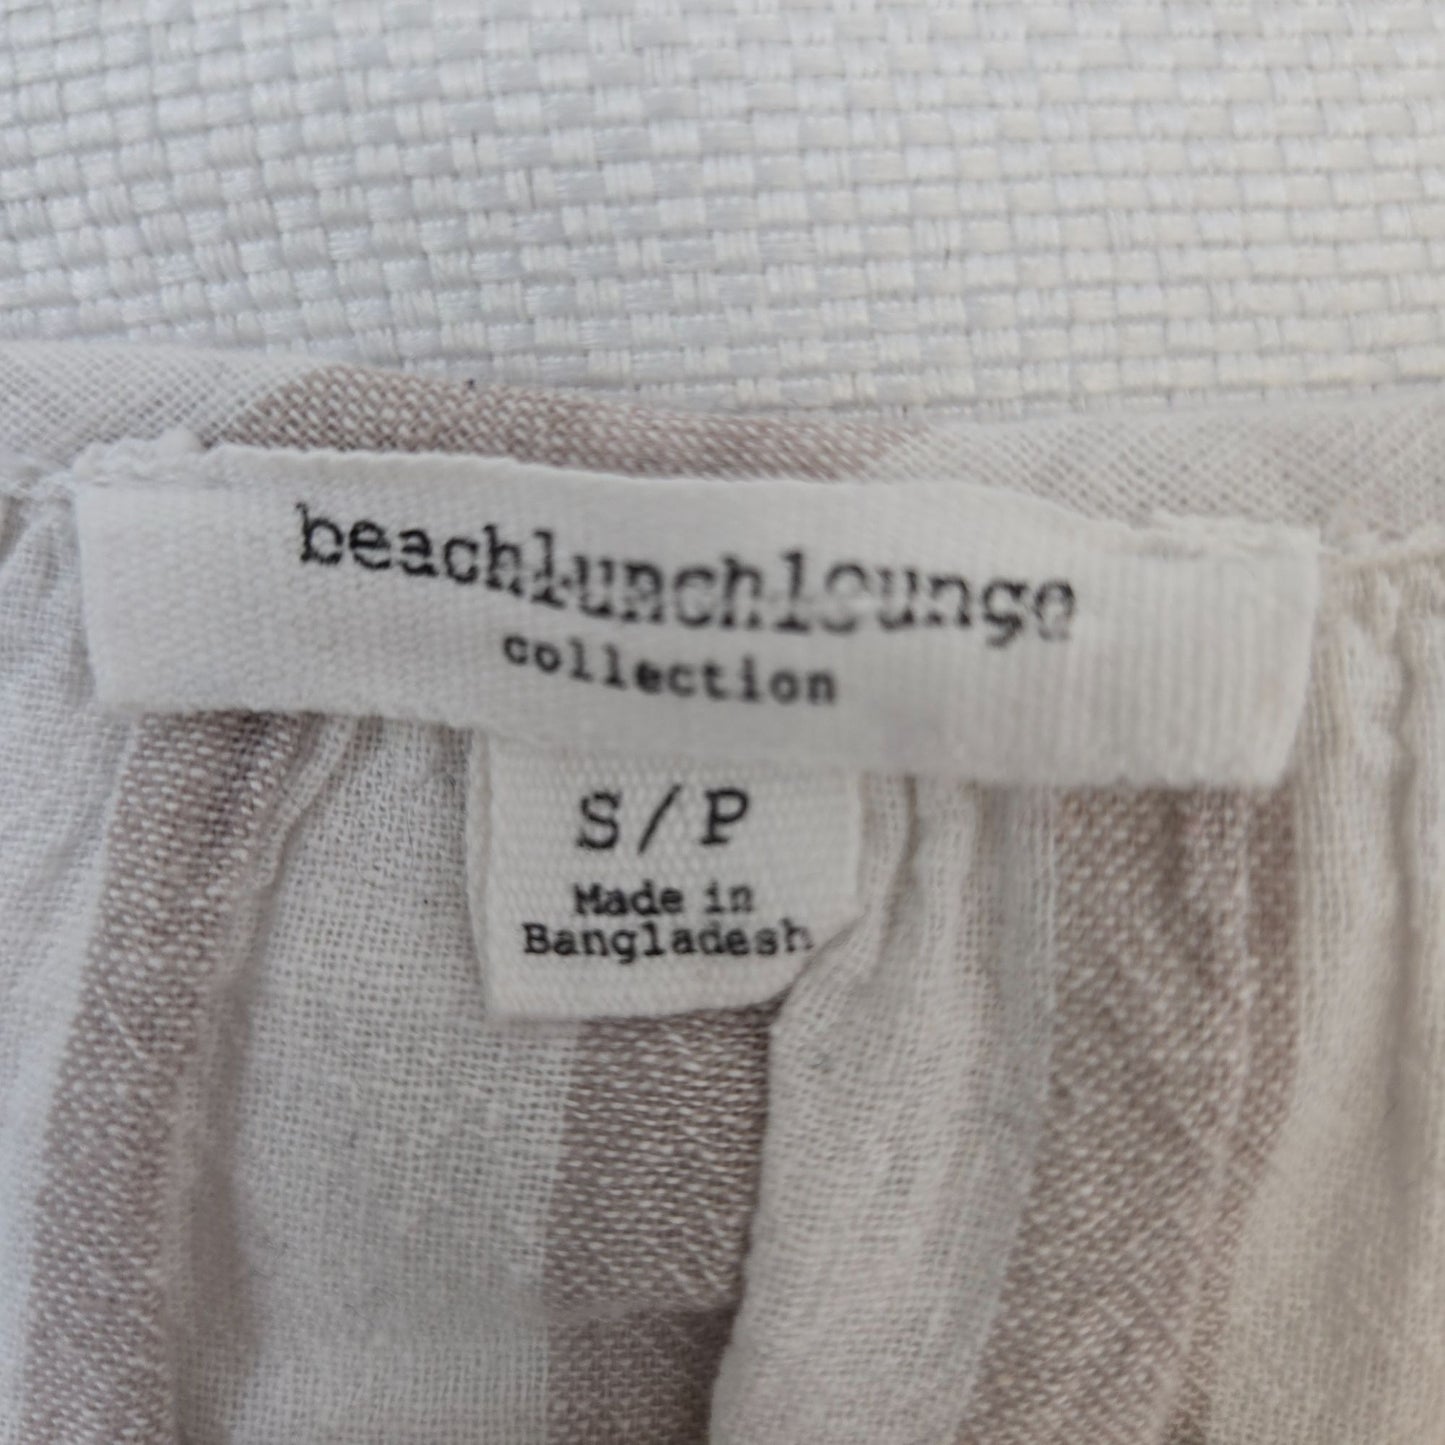 beachlunchlounge
collection
S/P
Made in
Bangladesh